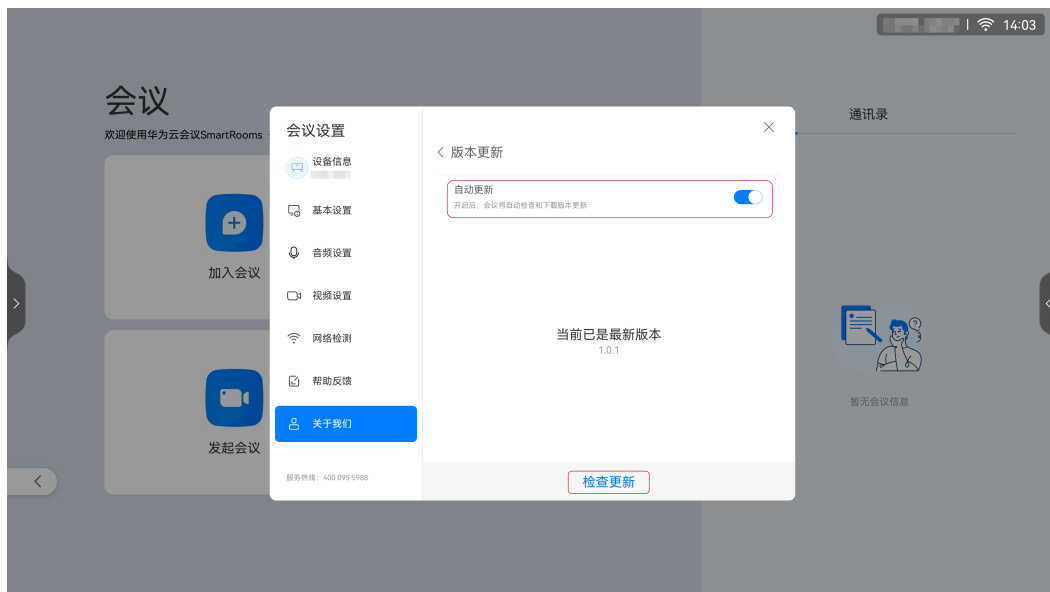 14:03
会议
欢迎使用华为云会议SmartRooms
加入会议
发起会议
通讯录
暂无会议信息
会议设置
设备信息
基本设置
音频设置
视频设置
网络检测
帮助反馈
关于我们
服务热线：400 095 5988
版本更新
自动更新
开启后，会议将自动检查和下载版本更新
当前已是最新版本
1.0.1
检查更新